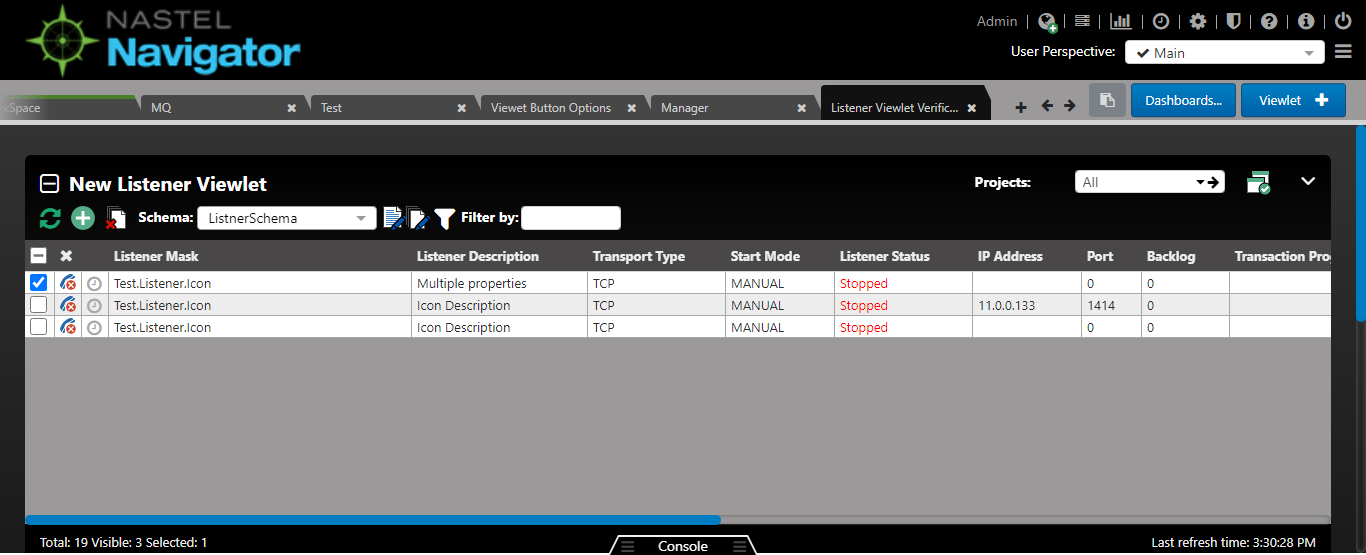 NASTEL
Navigator
Admin
User Perspective: Main
Space
MQ
Test
Viewet Button Options
Manager
Listener Viewlet Verific...
Dashboards...
Viewlet
New Listener Viewlet
Projects: All
Schema: ListnerSchema Filter by:
Listener Mask Listener Description Transport Type Start Mode Listener Status IP Address Port Backlog Transaction Pro
Test.Listener.Icon Multiple properties TCP MANUAL Stopped 0 0
Test.Listener.Icon Icon Description TCP MANUAL Stopped 11.0.0.133 1414 0
Test.Listener.Icon Icon Description TCP MANUAL Stopped 0 0
Total: 19 Visible: 3 Selected: 1
Console
Last refresh time: 3:30:28 PM